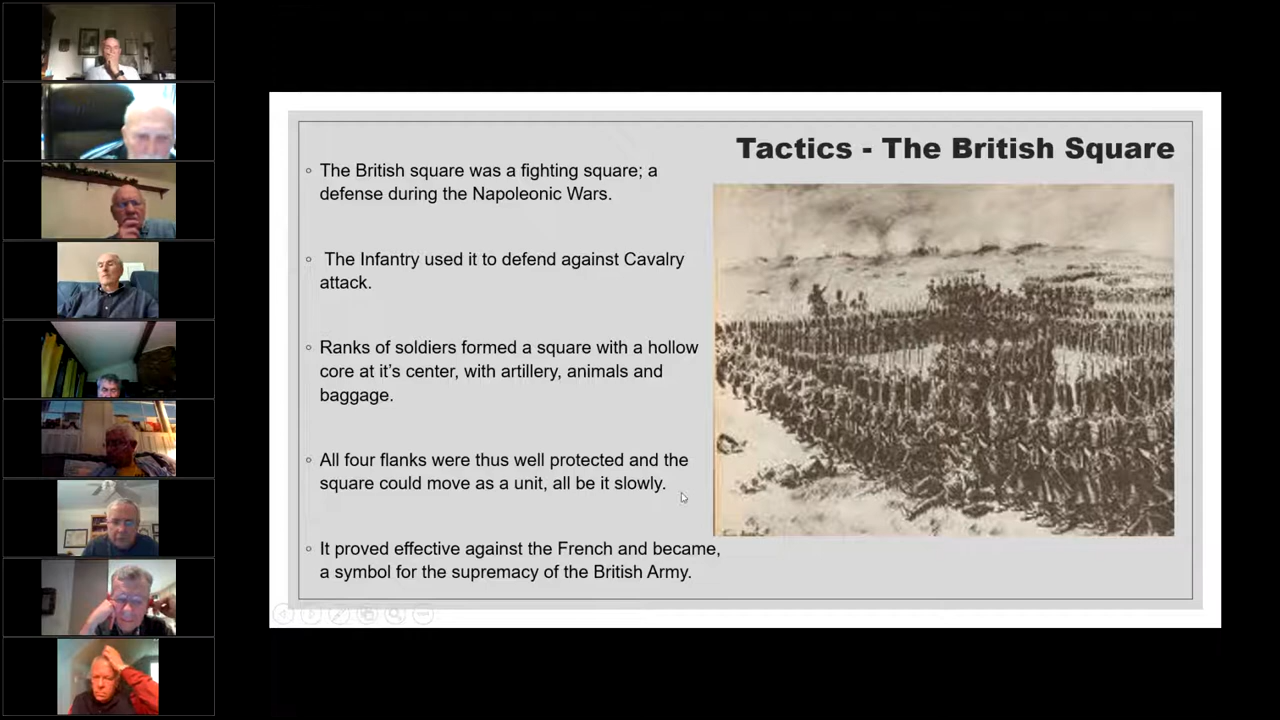 Tactics - The British Square
The British square was a fighting square; a
defense during the Napoleonic Wars.
The Infantry used it to defend against Cavalry
attack.
Ranks of soldiers formed a square with a hollow
core at it’s center, with artillery, animals and
baggage.
All four flanks were thus well protected and the
square could move as a unit, all be it slowly.
It proved effective against the French and became,
a symbol for the supremacy of the British Army.